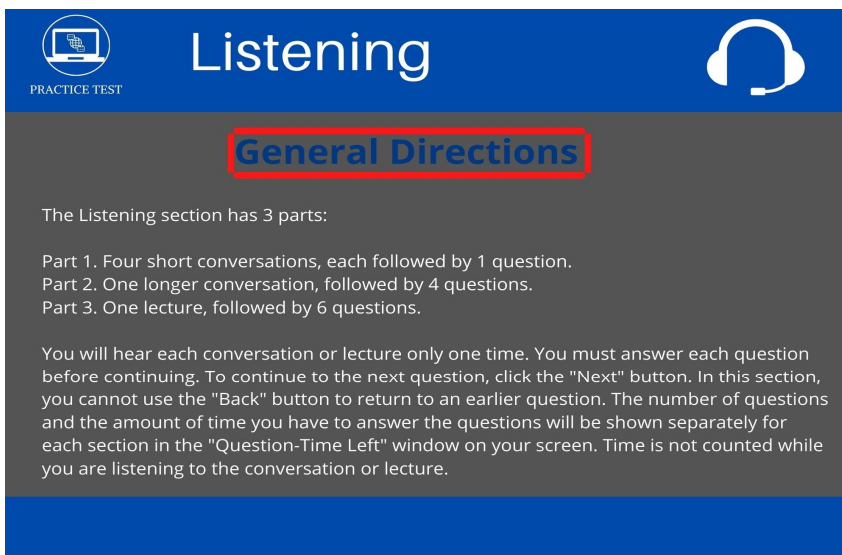 Listening
PRACTICE TEST
General Directions
The Listening section has 3 parts:
Part 1. Four short conversations, each followed by 1 question.
Part 2. One longer conversation, followed by 4 questions.
Part 3. One lecture, followed by 6 questions.
You will hear each conversation or lecture only one time. You must answer each question
before continuing. To continue to the next question, click the "Next" button. In this section,
you cannot use the "Back" button to return to an earlier question. The number of questions
and the amount of time you have to answer the questions will be shown separately for
each section in the "Question-Time Left" window on your screen. Time is not counted while
you are listening to the conversation or lecture.